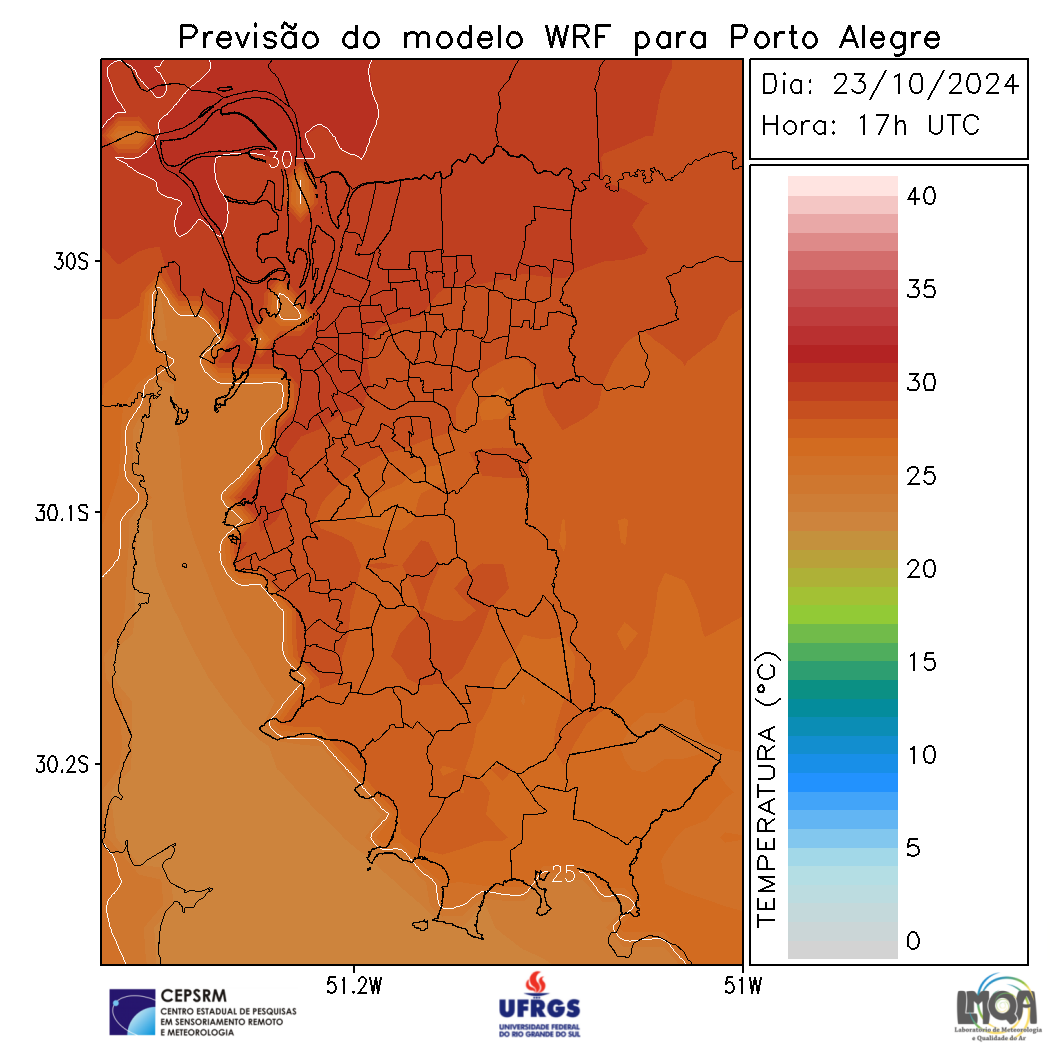 Previsão do modelo WRF para Porto Alegre
Dia: 23/10/2024
Hora: 17h UTC
30
25
30S
30.1S
30.2S
51.2W
51W
40
35
30
25
20
15
10
5
0
TEMPERATURA (°C)
CEPSRM
CENTRO ESTADUAL DE PESQUISAS
EM SENSORIAMENTO REMOTO
E METEOROLOGIA
UFRGS
UNIVERSIDADE FEDERAL
DO RIO GRANDE DO SUL
LMQA
Laboratório de Meteorologia
e Qualidade do Ar